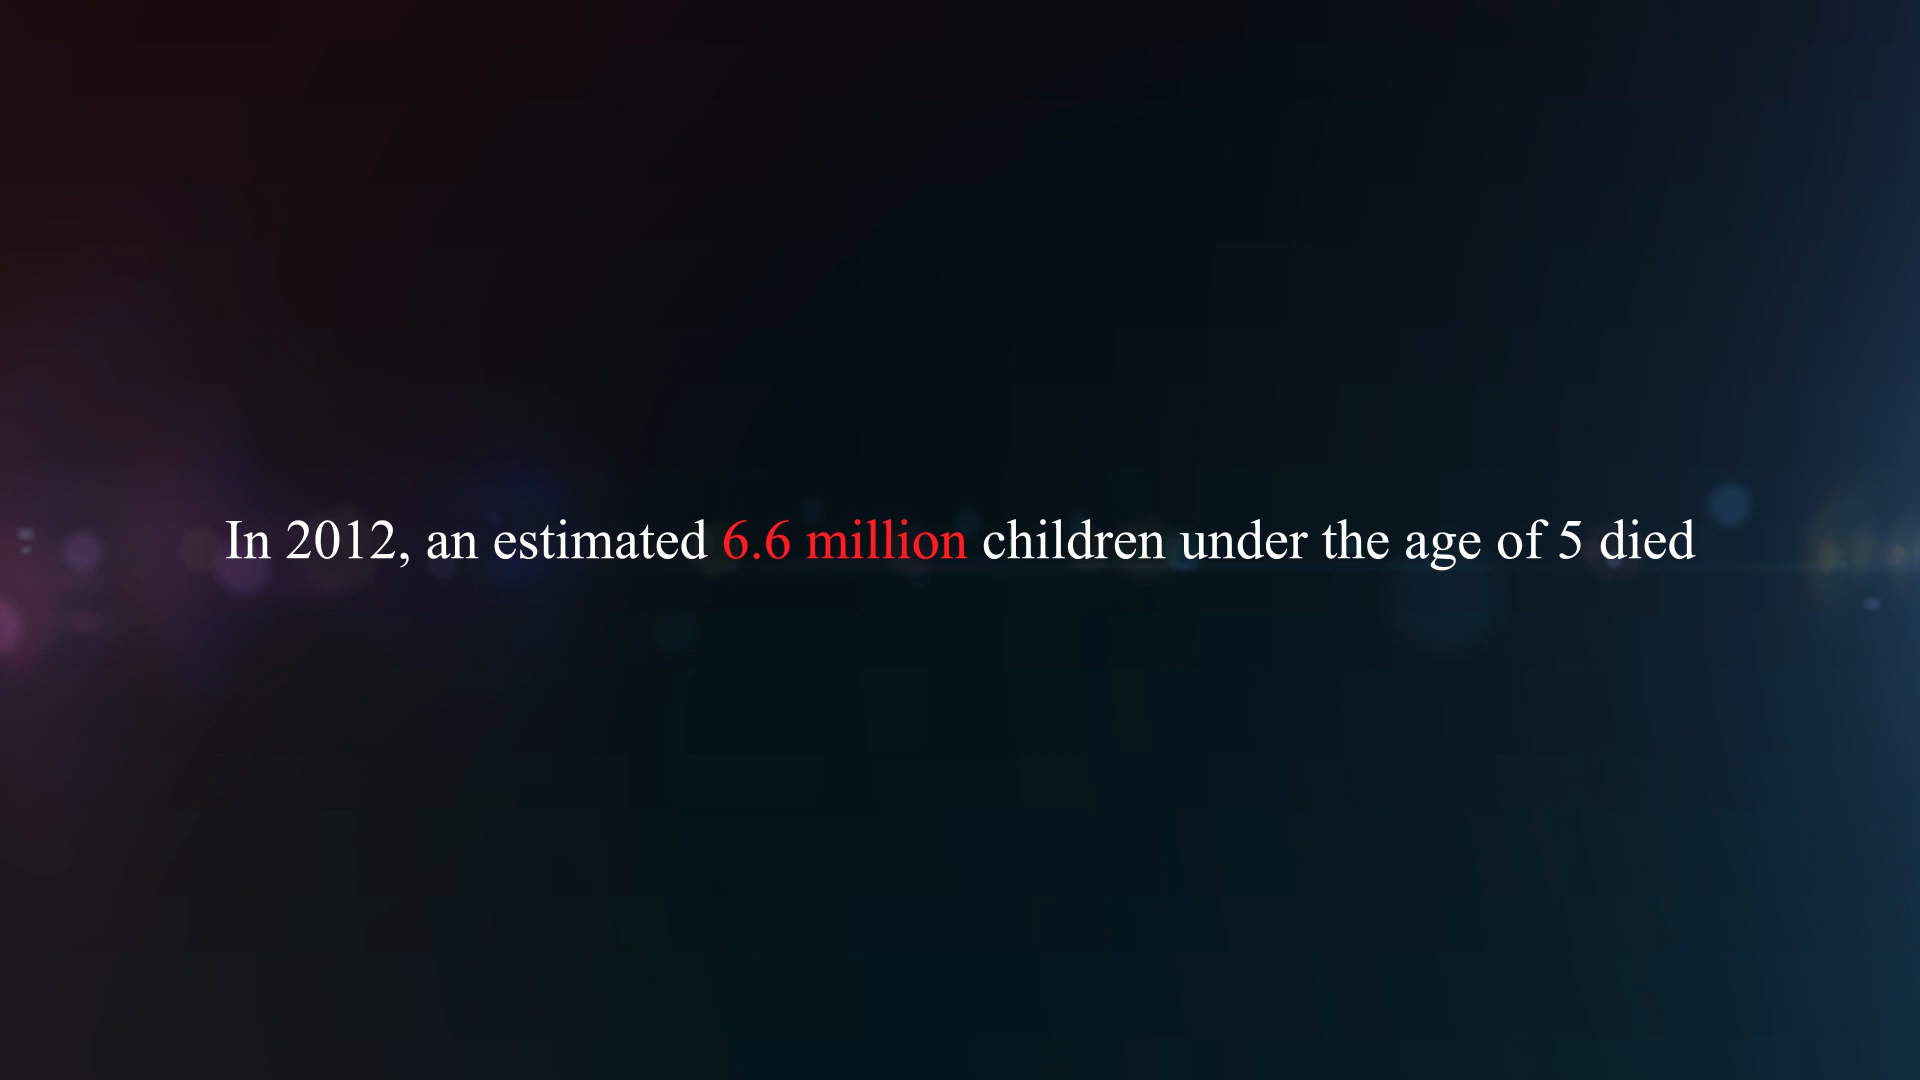 In 2012, an estimated 6.6 million children under the age of 5 died